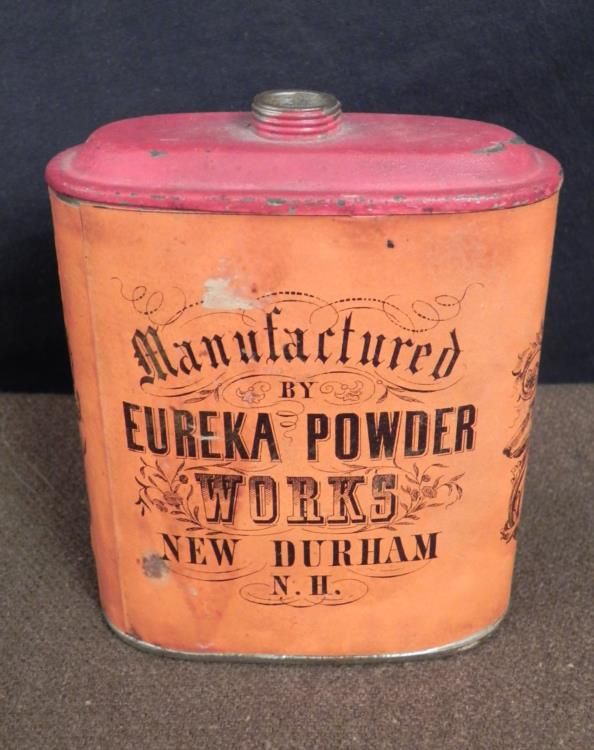 Manufactured
BY
EUREKA POWDER
WORKS
NEW DURHAM
N.H.